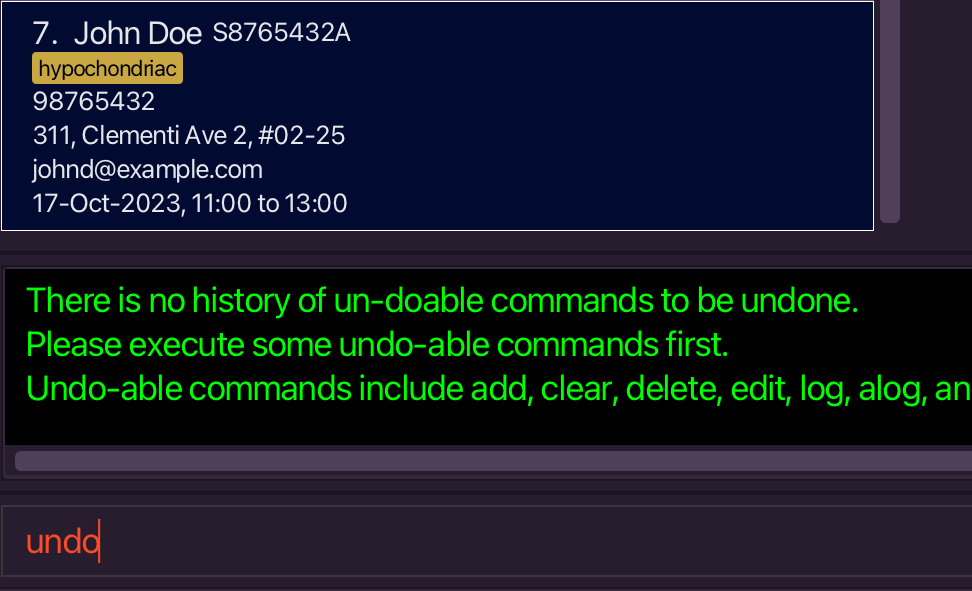 7. John Doe S8765432A
hypochondriac
98765432
311, Clementi Ave 2, #02-25
johnd@example.com
17-Oct-2023, 11:00 to 13:00
There is no history of un-doable commands to be undone.
Please execute some undo-able commands first.
Undo-able commands include add, clear, delete, edit, log, alog, an
undo